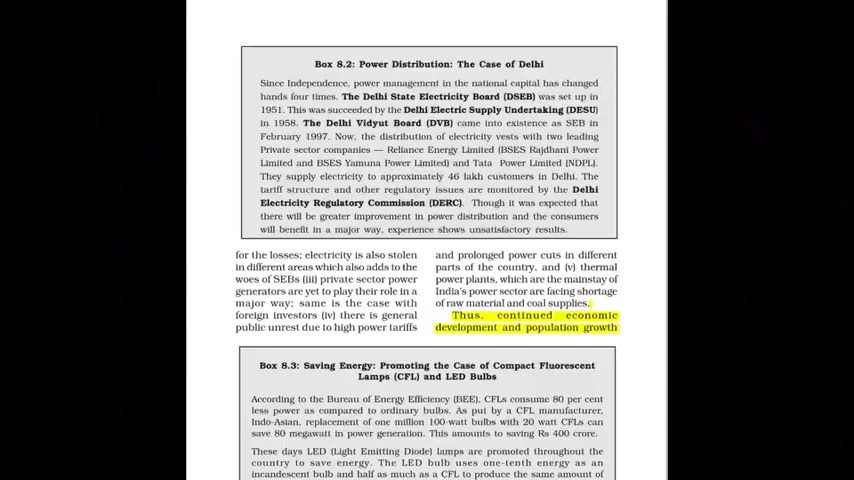 Box 8.2: Power Distribution: The Case of Delhi
Since Independence, power management in the national capital has changed
hands four times. The Delhi State Electricity Board (DSEB) was set up in
1951. This was succeeded by the Delhi Electric Supply Undertaking (DESU)
in 1958. The Delhi Vidyut Board (DVB) came into existence as SEB in
February 1997. Now, the distribution of electricity vests with two leading
Private sector companies — Reliance Energy Limited (BSES Rajdhani Power
Limited and BSES Yamuna Power Limited) and Tata Power Limited (NDPL).
They supply electricity to approximately 46 lakh customers in Delhi. The
tariff structure and other regulatory issues are monitored by the Delhi
Electricity Regulatory Commission (DERC). Though it was expected that
there will be greater improvement in power distribution and the consumers
will benefit in a major way, experience shows unsatisfactory results.
for the losses; electricity is also stolen
in different areas which also adds to the
woes of SEBs (iii) private sector power
generators are yet to play their role in a
major way; same is the case with
foreign investors (iv) there is general
public unrest due to high power tariffs
and prolonged power cuts in different
parts of the country, and (v) thermal
power plants, which are the mainstay of
India's power sector are facing shortage
of raw material and coal supplies.
Thus, continued economic
development and population growth
Box 8.3: Saving Energy: Promoting the Case of Compact Fluorescent
Lamps (CFL) and LED Bulbs
According to the Bureau of Energy Efficiency (BEE), CFLs consume 80 per cent
less power as compared to ordinary bulbs. As put by a CFL manufacturer,
Indo-Asian, replacement of one million 100-watt bulbs with 20 watt CFLs can
save 80 megawatt in power generation. This amounts to saving Rs 400 crore.
These days LED (Light Emitting Diode) lamps are promoted throughout the
country to save energy. The LED bulb uses one-tenth energy as an
incandescent bulb and half as much as a CFL to produce the same amount of